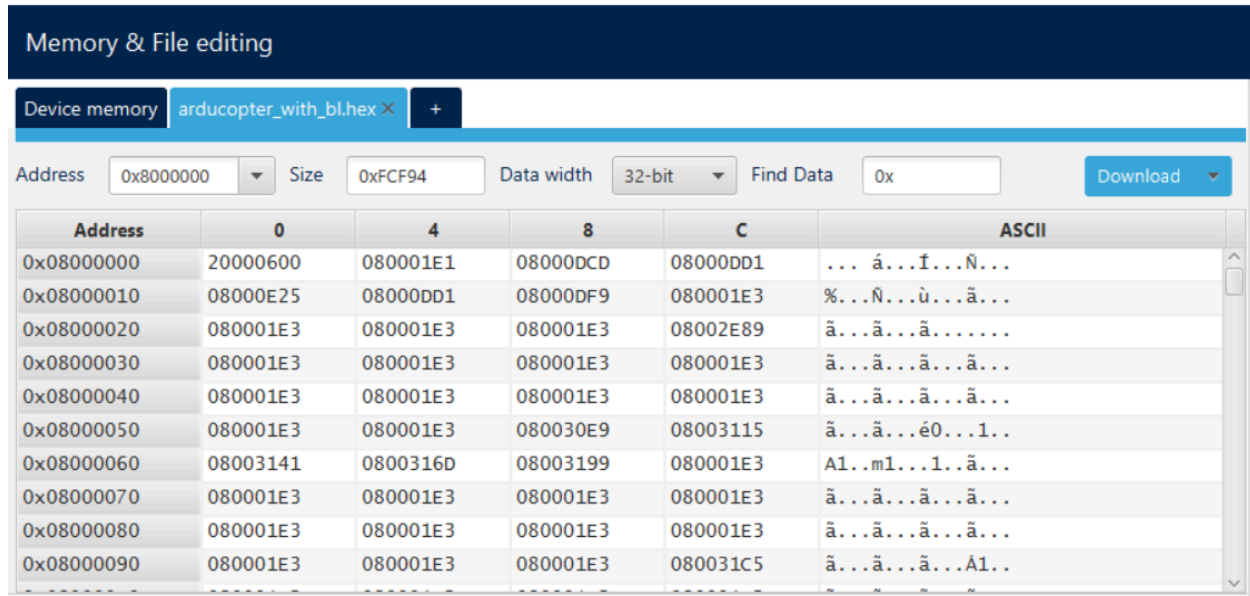 Memory & File editing
Device memory arducopter_with_bl.hex × +
Address 0x8000000 Size 0xFCF94 Data width 32-bit Find Data 0x Download
Address 0 4 8 C ASCII
0x08000000 20000600 080001E1 08000DCD 08000DD1 ... á...Í...Ñ...
0x08000010 08000E25 08000DD1 08000DF9 080001E3 %...Ñ...ù...ã...
0x08000020 080001E3 080001E3 080001E3 08002E89 ã...ã...ã.......
0x08000030 080001E3 080001E3 080001E3 080001E3 ã...ã...ã...ã...
0x08000040 080001E3 080001E3 080001E3 080001E3 ã...ã...ã...ã...
0x08000050 080001E3 080001E3 080030E9 08003115 ã...ã...é0...1..
0x08000060 08003141 0800316D 08003199 080001E3 A1..m1...1..ã...
0x08000070 080001E3 080001E3 080001E3 080001E3 ã...ã...ã...ã...
0x08000080 080001E3 080001E3 080001E3 080001E3 ã...ã...ã...ã...
0x08000090 080001E3 080001E3 080001E3 080031C5 ã...ã...ã...Å1..